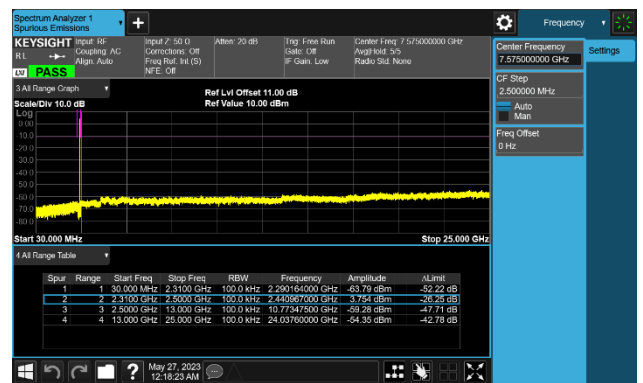 Spectrum Analyzer 1
Spurious Emissions
Frequency
KEYSIGHT Input: RF Input Z: 50 Ω Atten: 20 dB Trig: Free Run Center Freq: 7.575000000 GHz
R L Coupling: AC Corrections: Off Gate: Off Avg|Hold: 5/5
Align: Auto Freq Ref: Int (S) IF Gain: Low Radio Std: None
LW PASS NFE: Off
Center Frequency
7.575000000 GHz
Settings
CF Step
2.500000 MHz
Auto
Man
Freq Offset
0 Hz
3 All Range Graph
Ref Lvl Offset 11.00 dB
Scale/Div 10.0 dB Ref Value 10.00 dBm
Log
0.00
-10.0
-20.0
-30.0
-40.0
-50.0
-60.0
-70.0
-80.0
Start 30.000 MHz Stop 25.000 GHz
4 All Range Table
Spur Range Start Freq Stop Freq RBW Frequency Amplitude ΔLimit
1 1 30.000 MHz 2.3100 GHz 100.0 kHz 2.290164000 GHz -63.79 dBm -52.22 dB
2 2 2.3100 GHz 2.5000 GHz 100.0 kHz 2.440967000 GHz 3.754 dBm -26.25 dB
3 3 2.5000 GHz 13.000 GHz 100.0 kHz 10.77347500 GHz -59.28 dBm -47.71 dB
4 4 13.000 GHz 25.000 GHz 100.0 kHz 24.03760000 GHz -54.35 dBm -42.78 dB
? May 27, 2023
12:18:23 AM